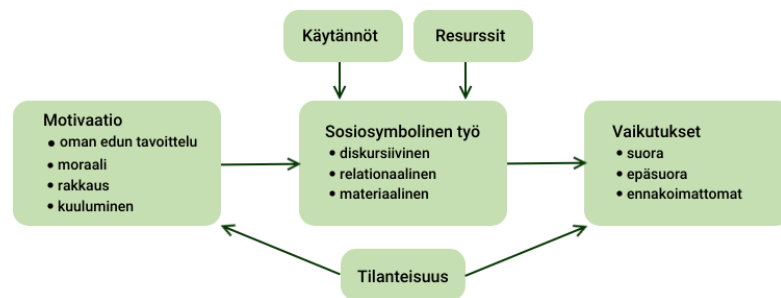 Käytännöt
Resurssit
Motivaatio
• oman edun tavoittelu
• moraali
• rakkaus
• kuuluminen
Sosiosymbolinen työ
• diskursiivinen
• relationaalinen
• materiaalinen
Vaikutukset
• suora
• epäsuora
• ennakoimattomat
Tilanteisuus